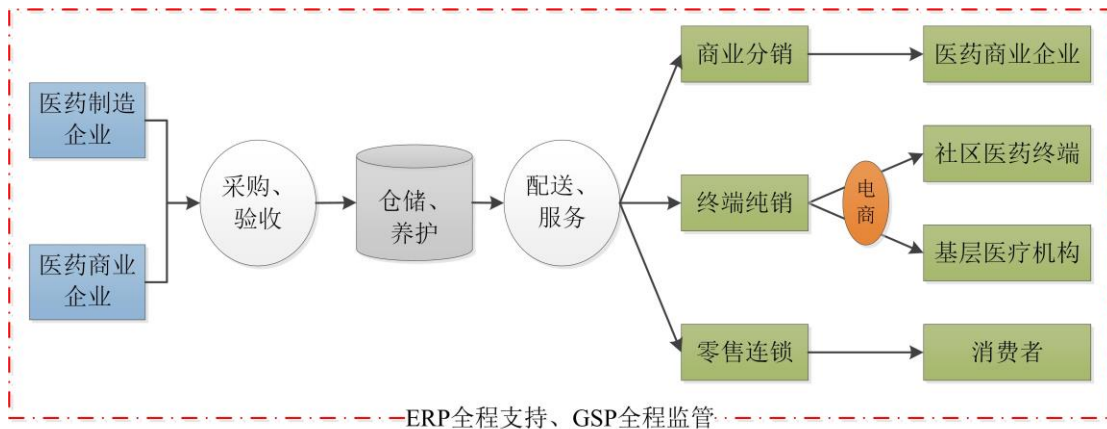 医药制造
企业
医药商业
企业
采购、
验收
仓储、
养护
配送、
服务
商业分销
终端纯销
零售连锁
电
商
医药商业企业
社区医药终端
基层医疗机构
消费者
ERP全程支持、GSP全程监管